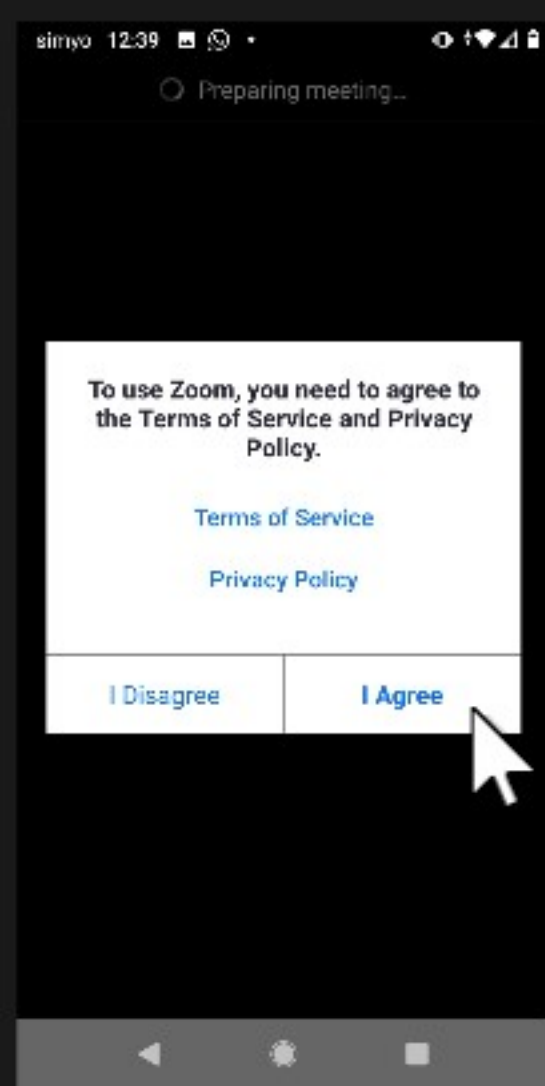 simyo 12:39
Preparing meeting...
To use Zoom, you need to agree to
the Terms of Service and Privacy
Policy.
Terms of Service
Privacy Policy
I Disagree
I Agree